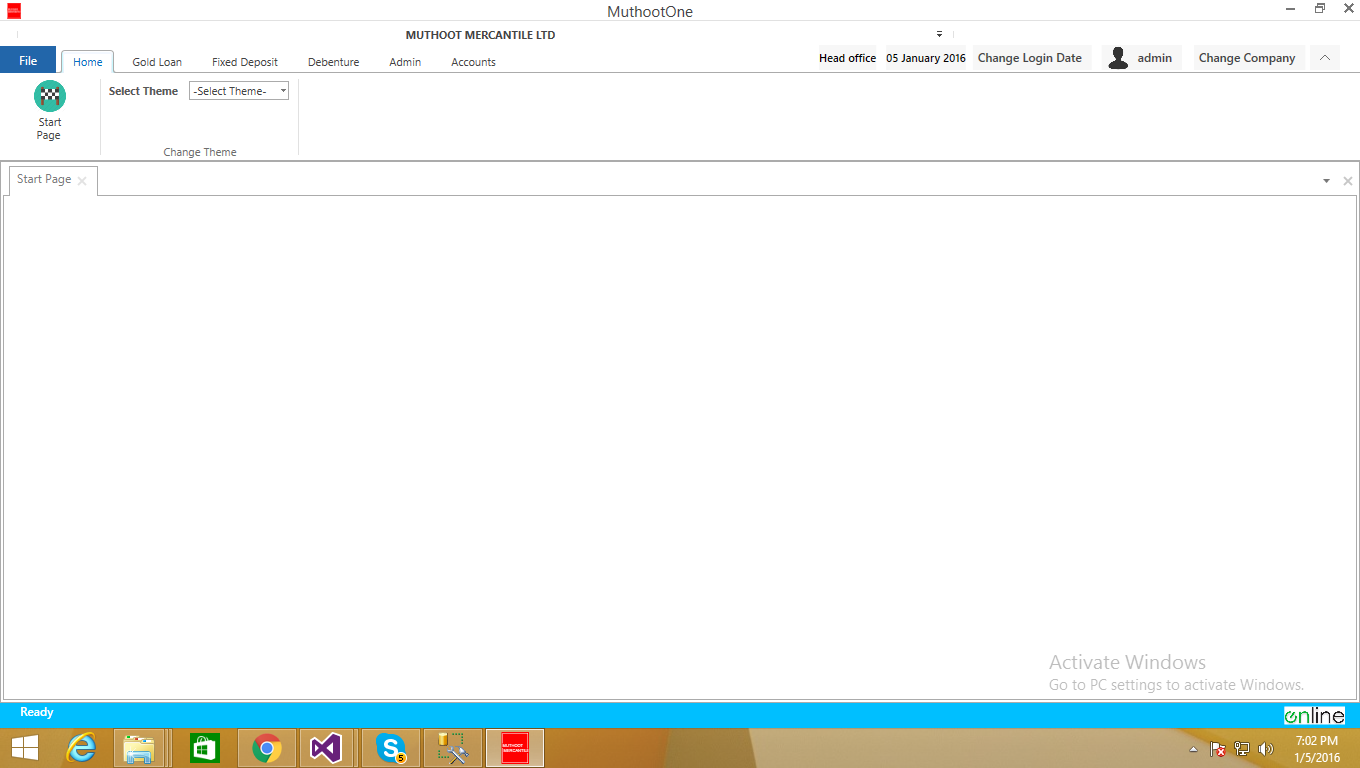 MuthootOne
MUTHOOT MERCANTILE LTD
File Home Gold Loan Fixed Deposit Debenture Admin Accounts Head office 05 January 2016 Change Login Date admin Change Company
Start
Page
Select Theme -Select Theme-
Change Theme
Start Page
Activate Windows
Go to PC settings to activate Windows.
Ready
online
5
MUTHOOT
7:02 PM
1/5/2016